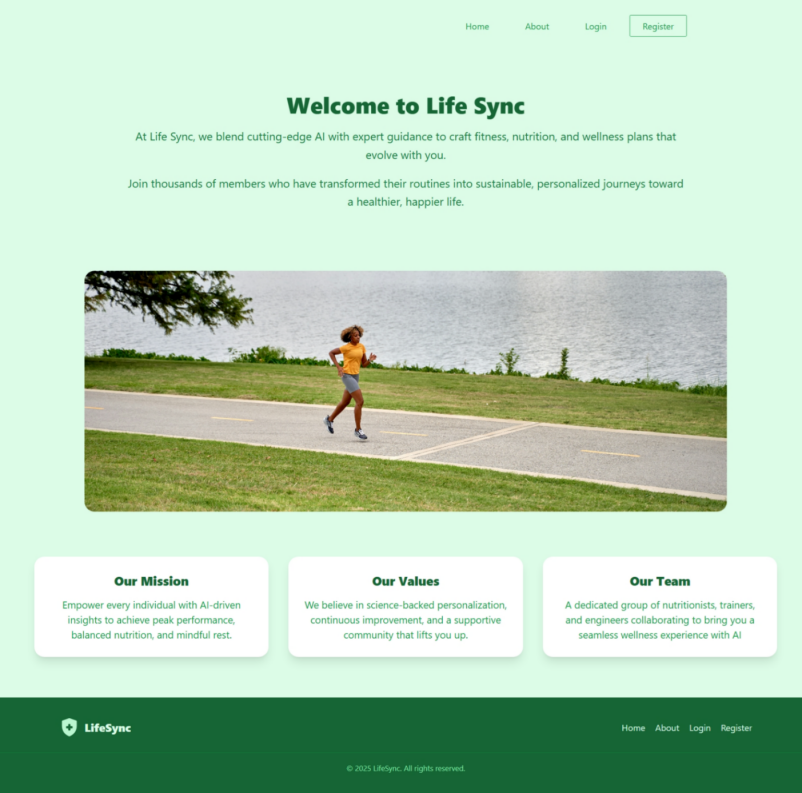 Home About Login Register
Welcome to Life Sync
At Life Sync, we blend cutting-edge AI with expert guidance to craft fitness, nutrition, and wellness plans that
evolve with you.
Join thousands of members who have transformed their routines into sustainable, personalized journeys toward
a healthier, happier life.
Our Mission
Empower every individual with AI-driven
insights to achieve peak performance,
balanced nutrition, and mindful rest.
Our Values
We believe in science-backed personalization,
continuous improvement, and a supportive
community that lifts you up.
Our Team
A dedicated group of nutritionists, trainers,
and engineers collaborating to bring you a
seamless wellness experience with AI
LifeSync
Home About Login Register
© 2025 LifeSync. All rights reserved.